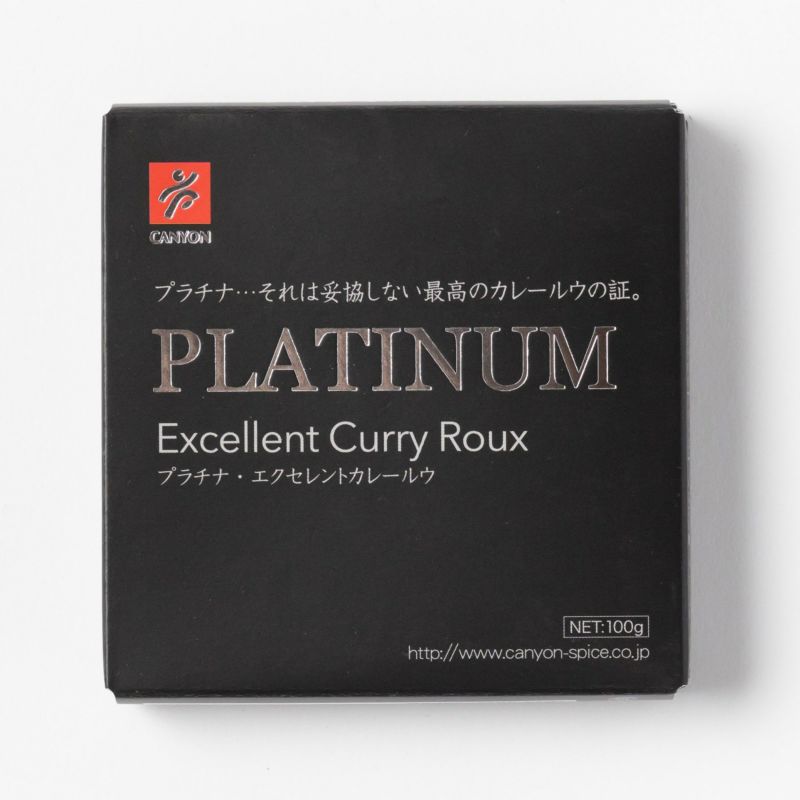 CANYON
プラチナ…それは妥協しない最高のカレールウの証。
PLATINUM
Excellent Curry Roux
プラチナ・エクセレントカレールウ
NET:100g
http://www.canyon-spice.co.jp